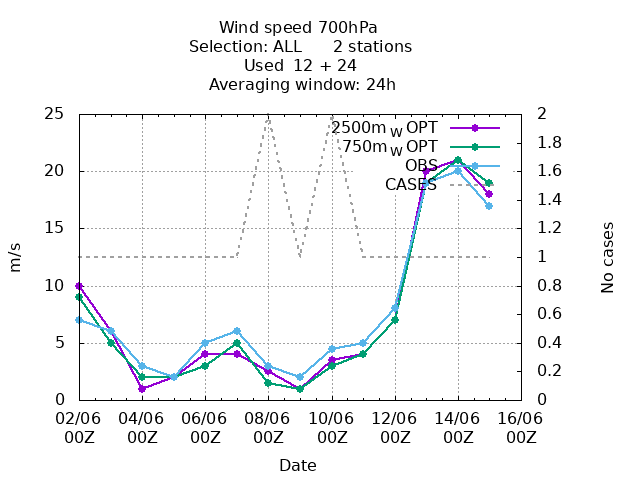 Wind speed 700hPa
Selection: ALL 2 stations
Used 12 + 24
Averaging window: 24h
2500m W OPT
750m W OPT
OBS
CASES
25
20
15
10
5
0
m/s
2
1.8
1.6
1.4
1.2
1
0.8
0.6
0.4
0.2
0
No cases
02/06 04/06 06/06 08/06 10/06 12/06 14/06 16/06
00Z 00Z 00Z 00Z 00Z 00Z 00Z 00Z
Date